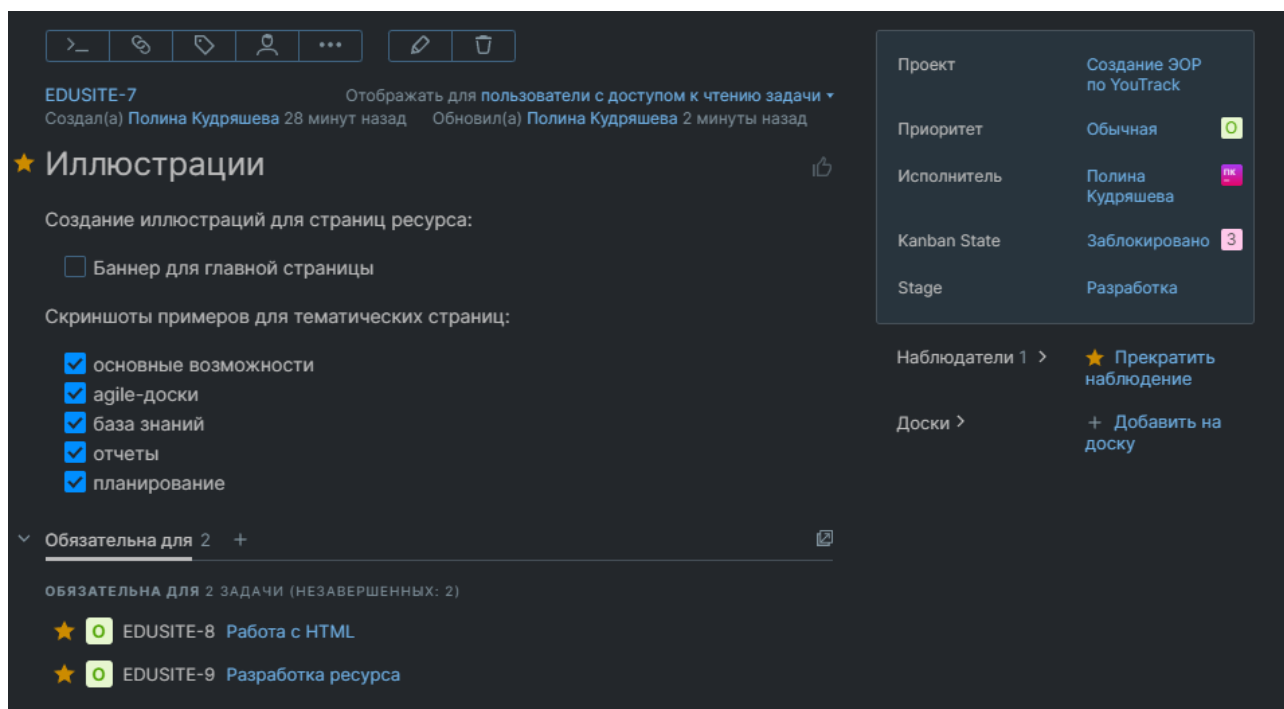 EDUSITE-7 Отображать для пользователи с доступом к чтению задачи
Создал(а) Полина Кудряшева 28 минут назад Обновил(а) Полина Кудряшева 2 минуты назад
Иллюстрации
Создание иллюстраций для страниц ресурса:
Баннер для главной страницы
Скриншоты примеров для тематических страниц:
основные возможности
agile-доски
база знаний
отчеты
планирование
Обязательна для 2 +
ОБЯЗАТЕЛЬНА ДЛЯ 2 ЗАДАЧИ (НЕЗАВЕРШЕННЫХ: 2)
О EDUSITE-8 Работа с HTML
О EDUSITE-9 Разработка ресурса
Проект Создание ЭОР
по YouTrack
Приоритет Обычная О
Исполнитель Полина ПК
Кудряшева
Kanban State Заблокировано З
Stage Разработка
Наблюдатели 1 > Прекратить
наблюдение
Доски > + Добавить на
доску